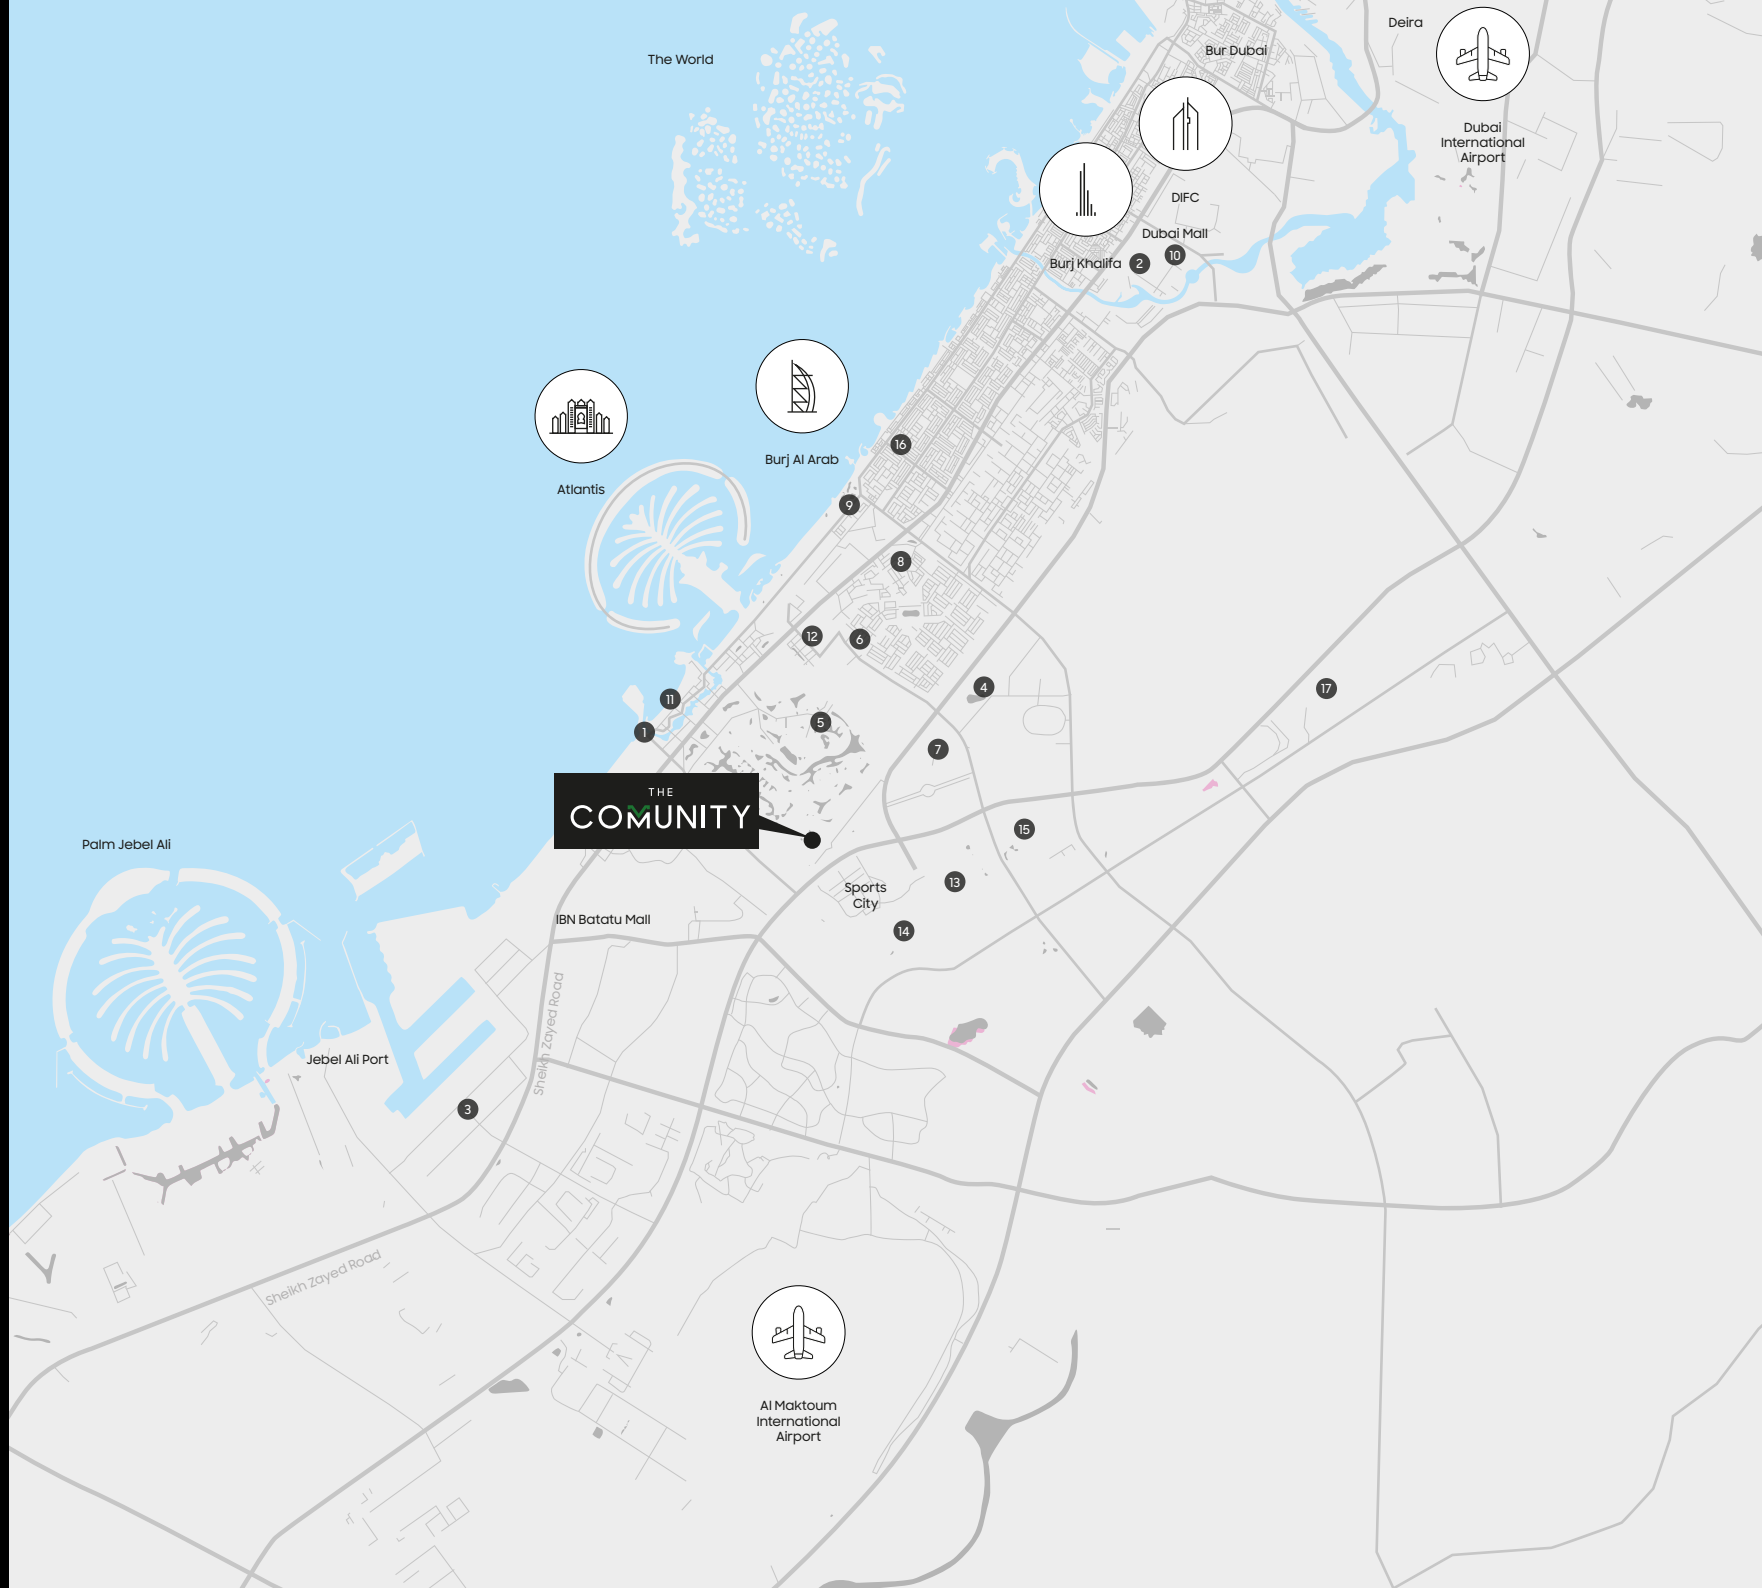 Deira
The World
Bur Dubai
Dubai
International
Airport
DIFC
Dubai Mall
10
Burj Khalifa
2
16
Burj Al Arab
Atlantis
9
8
12
6
4
17
11
5
1
7
THE
COMUNITY
15
Palm Jebel Ali
13
Sports
City
IBN Batatu Mall
14
Sheikh Zayed Road
Jebel Ali Port
3
Sheikh Zayed Road
Al Maktoum
International
Airport